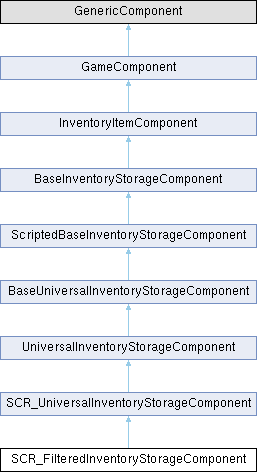 GenericComponent
GameComponent
InventoryItemComponent
BaseInventoryStorageComponent
ScriptedBaseInventoryStorageComponent
BaseUniversalInventoryStorageComponent
UniversalInventoryStorageComponent
SCR_UniversalInventoryStorageComponent
SCR_FilteredInventoryStorageComponent